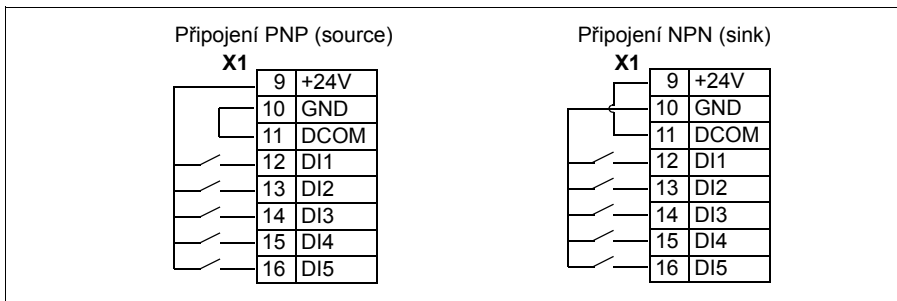 Připojení PNP (source)
X1
9 +24V
10 GND
11 DCOM
12 DI1
13 DI2
14 DI3
15 DI4
16 DI5
Připojení NPN (sink)
X1
9 +24V
10 GND
11 DCOM
12 DI1
13 DI2
14 DI3
15 DI4
16 DI5